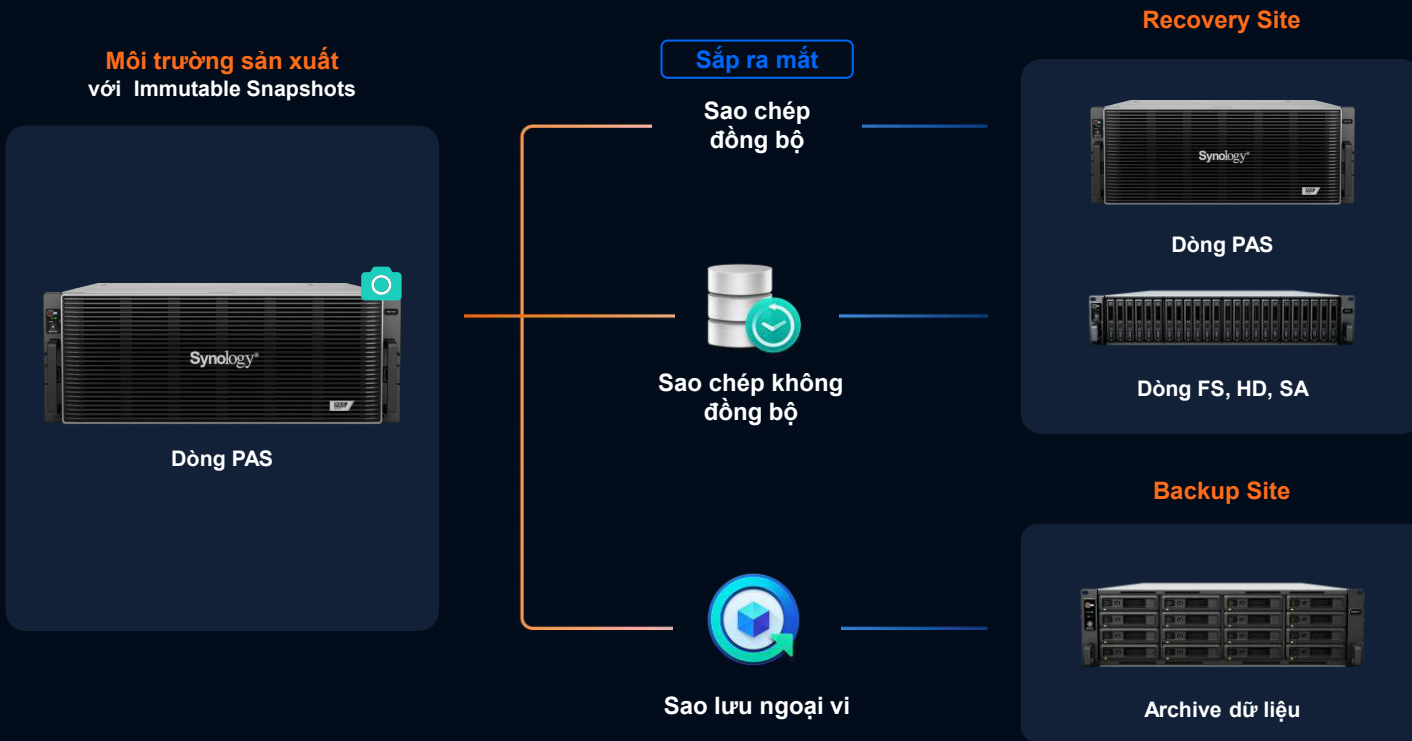 Môi trường sản xuất
với Immutable Snapshots
Synology®
PAS
Dòng PAS
Sắp ra mắt
Sao chép
đồng bộ
Sao chép không
đồng bộ
Sao lưu ngoại vi
Recovery Site
Synology®
PAS
Dòng PAS
Dòng FS, HD, SA
Backup Site
Archive dữ liệu